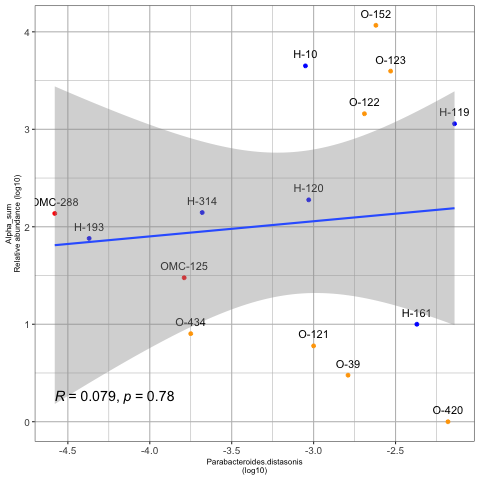 O-152
H-10
O-123
O-122
H-119
OMC-288
H-314
H-120
H-193
OMC-125
O-434
H-161
O-121
O-39
O-420
R = 0.079, p = 0.78
4
3
2
1
0
Alpha_sum
Relative abundance (log10)
-4.5 -4.0 -3.5 -3.0 -2.5
Parabacteroides.distasonis
(log10)